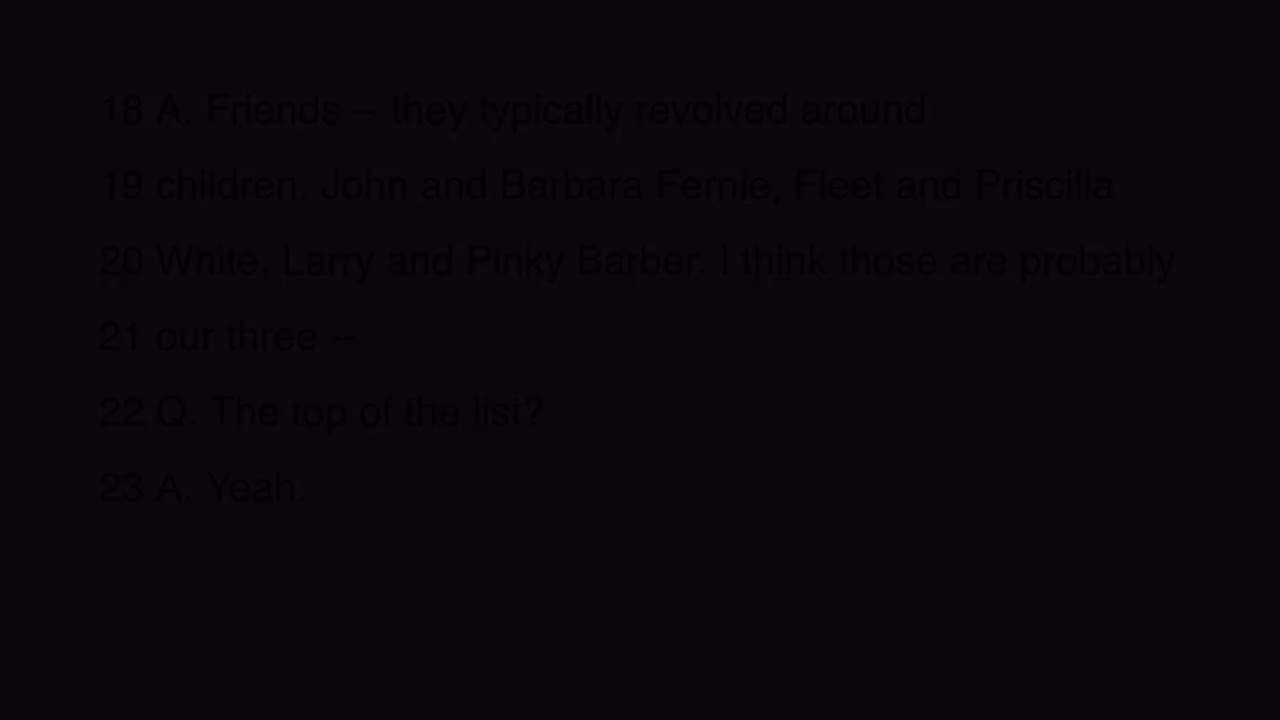 18 A. Friends – they typically revolved around
19 children. John and Barbara Fernie, Fleet and Priscilla
20 White, Larry and Pinky Barber. I think those are probably
21 our three –
22 Q. The top of the list?
23 A. Yeah.